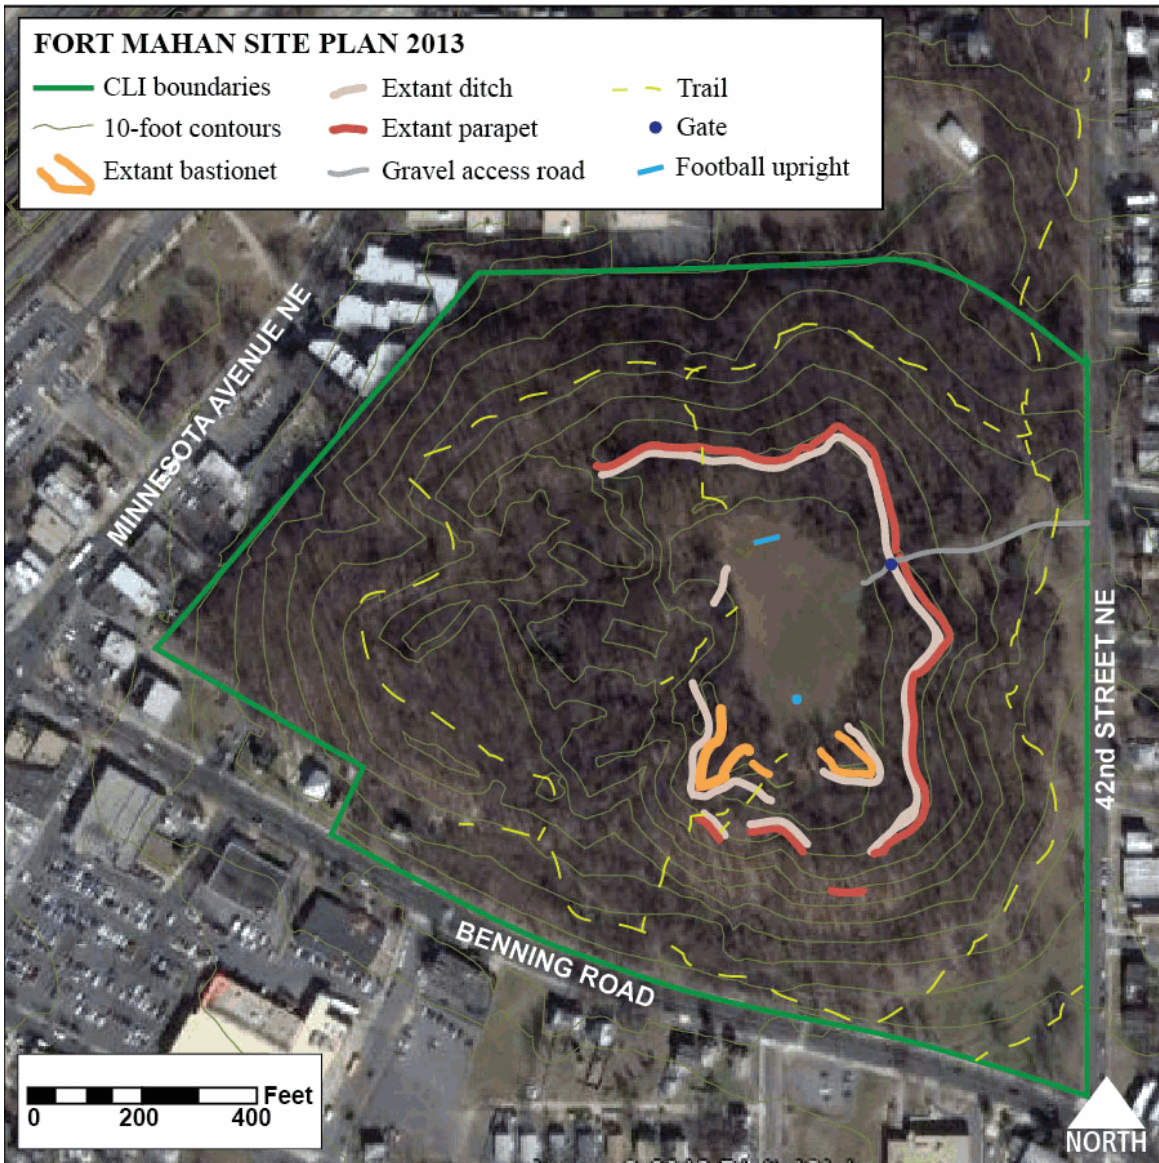 FORT MAHAN SITE PLAN 2013
CLI boundaries
Extant ditch
Trail
10-foot contours
Extant parapet
Gate
Extant bastionet
Gravel access road
Football upright
MINNESOTA AVENUE NE
42nd STREET NE
BENNING ROAD
Feet
0 200 400
NORTH